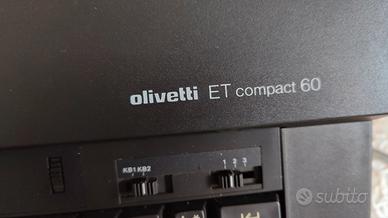 olivetti ET compact 60
KB1 KB2
1 2 3
subito